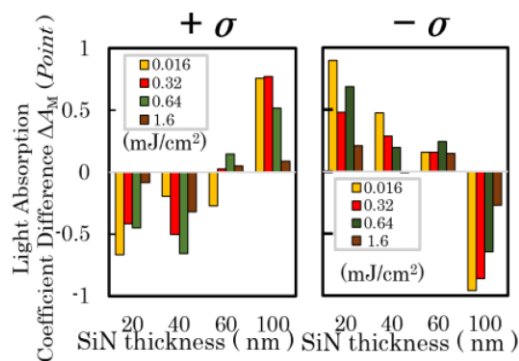 + σ
− σ
Light Absorption
Coefficient Difference ΔA_M (Point)
1
0.5
0
-0.5
-1
0.016
0.32
0.64
1.6
(mJ/cm²)
0.016
0.32
0.64
1.6
(mJ/cm²)
20 40 60 100
20 40 60 100
SiN thickness ( nm )
SiN thickness ( nm )